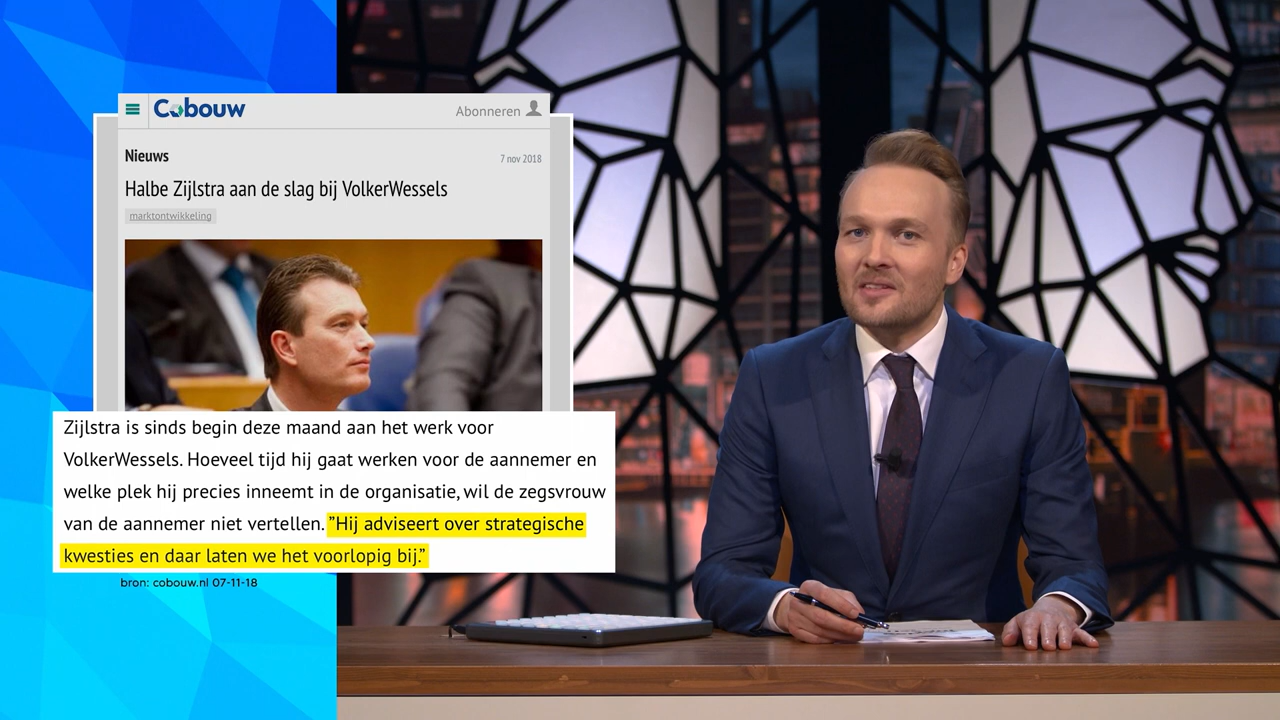 Cobouw
Abonneren
Nieuws
7 nov 2018
Halbe Zijlstra aan de slag bij VolkerWessels
marktontwikkeling
Zijlstra is sinds begin deze maand aan het werk voor
VolkerWessels. Hoeveel tijd hij gaat werken voor de aannemer en
welke plek hij precies inneemt in de organisatie, wil de zegsvrouw
van de aannemer niet vertellen. ”Hij adviseert over strategische
kwesties en daar laten we het voorlopig bij.”
bron: cobouw.nl 07-11-18